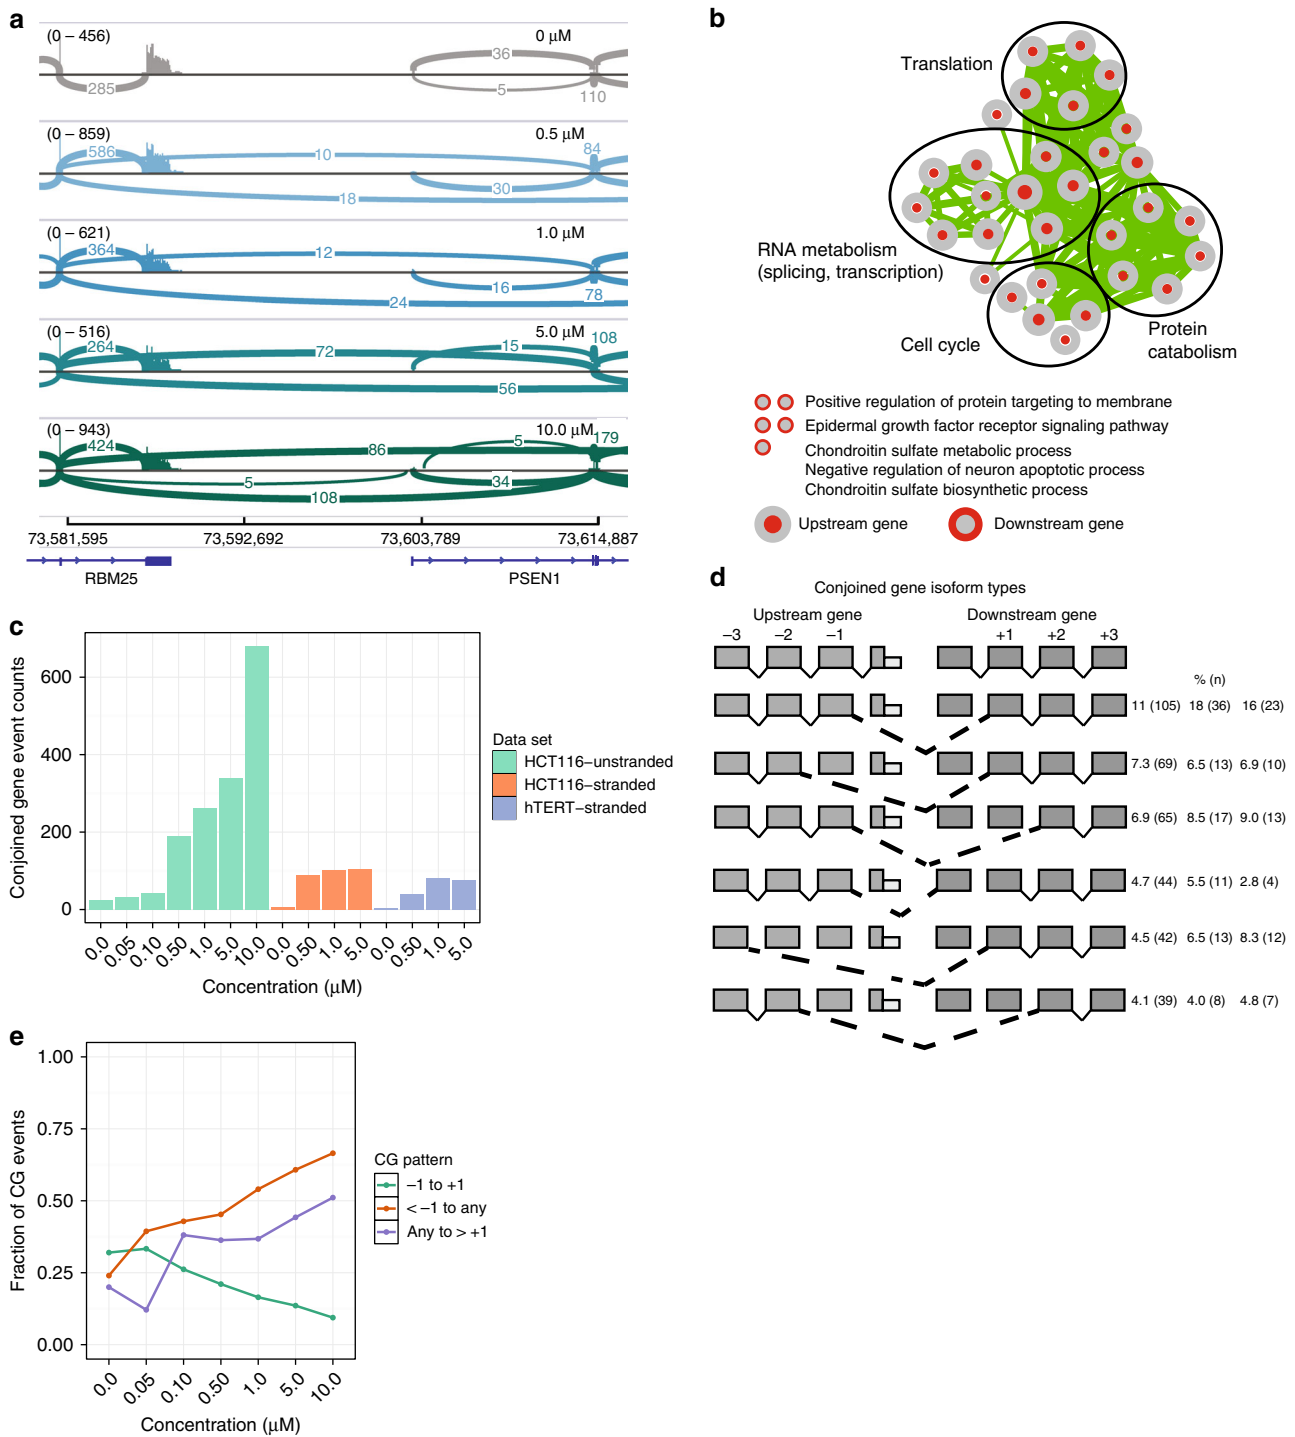 a
(0 – 456)
0 μM
36
285
5
110
(0 – 859)
0.5 μM
586
10
84
18
30
(0 – 621)
1.0 μM
364
12
16
24
78
(0 – 516)
5.0 μM
264
72
15
108
56
(0 – 943)
10.0 μM
424
86
5
179
5
34
108
73,581,595
73,592,692
73,603,789
73,614,887
RBM25
PSEN1
b
Translation
RNA metabolism
(splicing, transcription)
Cell cycle
Protein
catabolism
Positive regulation of protein targeting to membrane
Epidermal growth factor receptor signaling pathway
Chondroitin sulfate metabolic process
Negative regulation of neuron apoptotic process
Chondroitin sulfate biosynthetic process
Upstream gene
Downstream gene
c
Conjoined gene event counts
600
400
200
0
0.0
0.05
0.10
0.50
1.0
5.0
10.0
0.0
0.50
1.0
5.0
0.0
0.50
1.0
5.0
Concentration (μM)
Data set
HCT116–unstranded
HCT116–stranded
hTERT–stranded
d
Conjoined gene isoform types
Upstream gene
Downstream gene
–3
–2
–1
+1
+2
+3
% (n)
11 (105) 18 (36) 16 (23)
7.3 (69) 6.5 (13) 6.9 (10)
6.9 (65) 8.5 (17) 9.0 (13)
4.7 (44) 5.5 (11) 2.8 (4)
4.5 (42) 6.5 (13) 8.3 (12)
4.1 (39) 4.0 (8) 4.8 (7)
e
Fraction of CG events
1.00
0.75
0.50
0.25
0.00
0.0
0.05
0.10
0.50
1.0
5.0
10.0
Concentration (μM)
CG pattern
–1 to +1
< –1 to any
Any to > +1